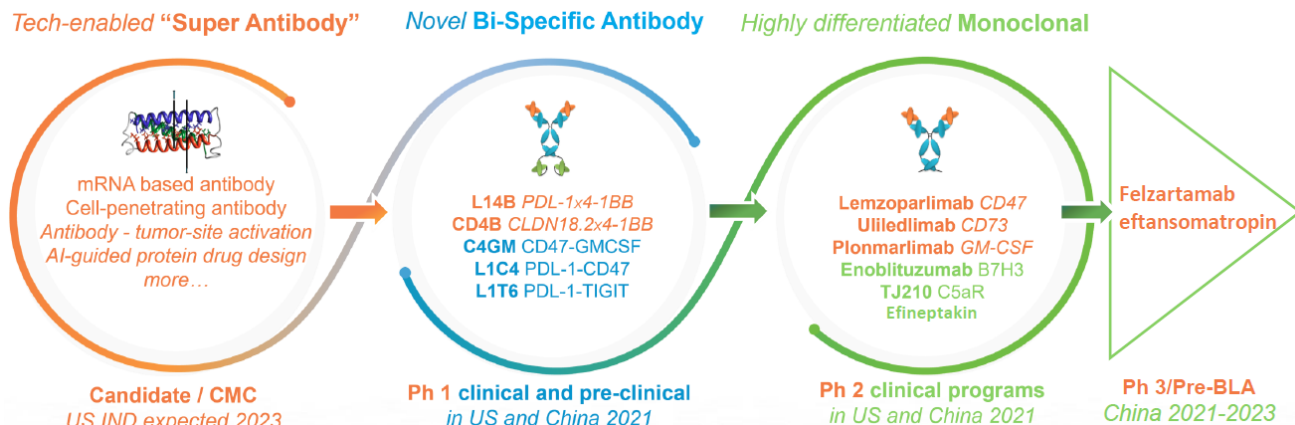 Tech-enabled “Super Antibody”
mRNA based antibody
Cell-penetrating antibody
Antibody - tumor-site activation
AI-guided protein drug design
more...
Candidate / CMC
US IND expected 2023
Novel Bi-Specific Antibody
L14B PDL-1x4-1BB
CD4B CLDN18.2x4-1BB
C4GM CD47-GMCSF
L1C4 PDL-1-CD47
L1T6 PDL-1-TIGIT
Ph 1 clinical and pre-clinical
in US and China 2021
Highly differentiated Monoclonal
Lemzoparlimab CD47
Uliledlimab CD73
Plonmarlimab GM-CSF
Enoblituzumab B7H3
TJ210 C5aR
Efineptakin
Ph 2 clinical programs
in US and China 2021
Felzartamab
eftansomatropin
Ph 3/Pre-BLA
China 2021-2023